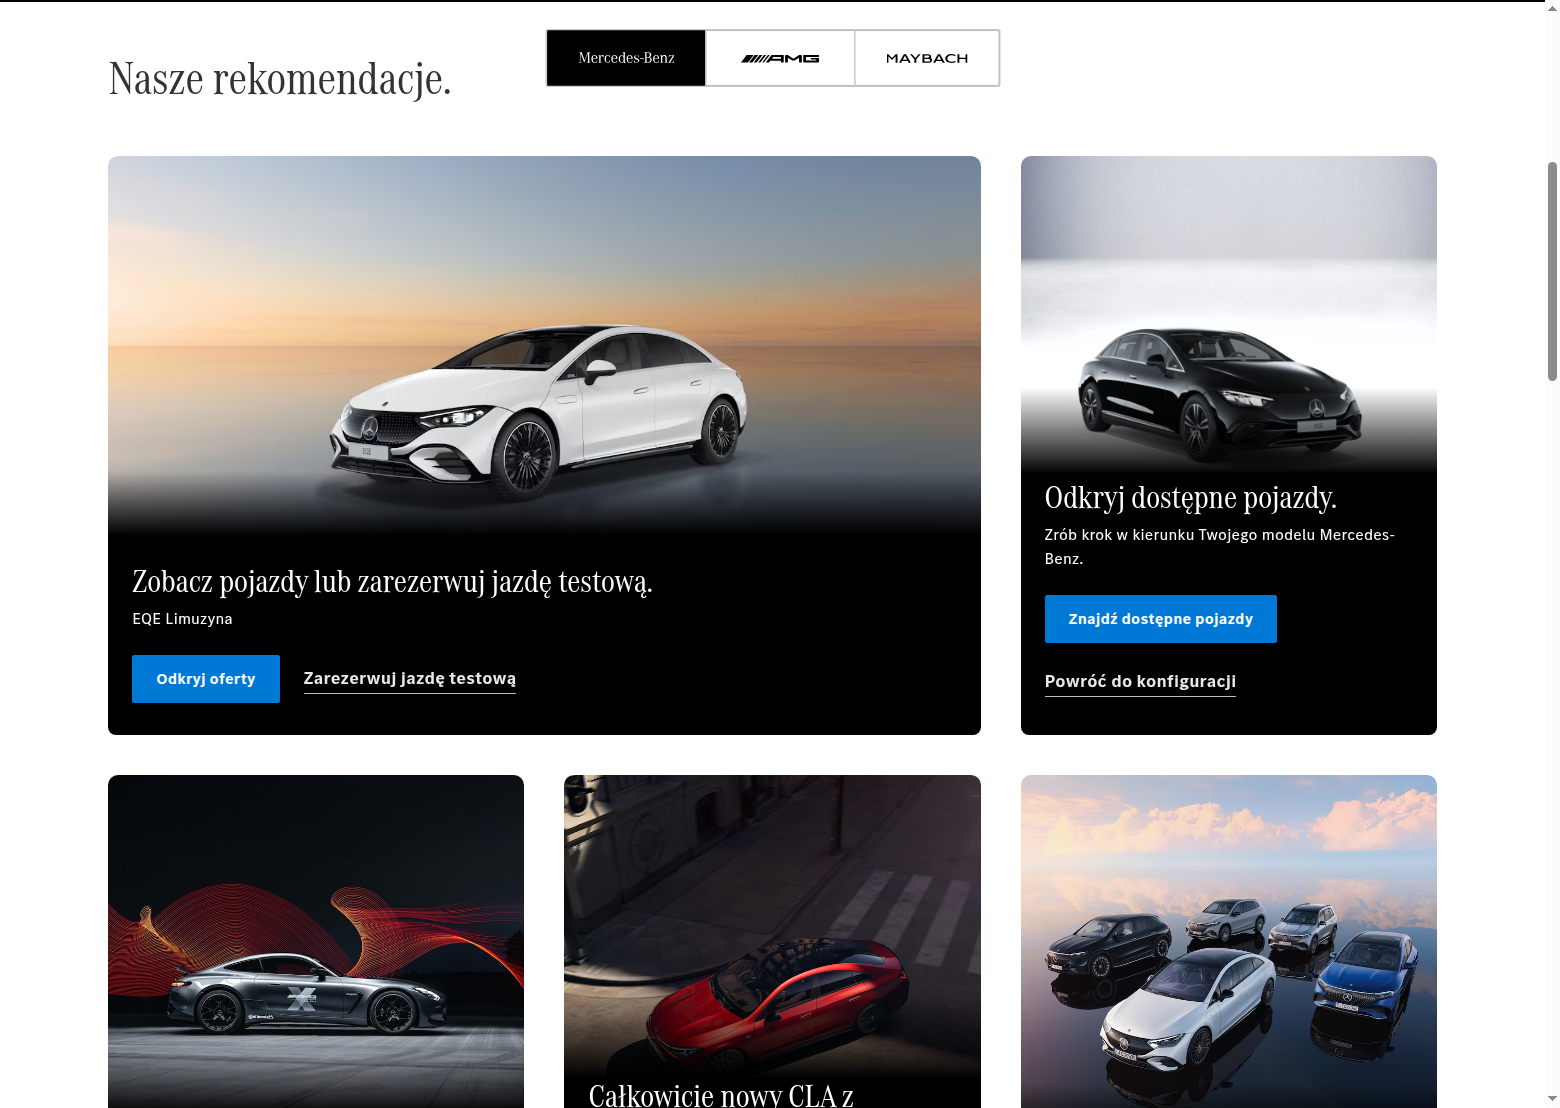 Nasze rekomendacje.
Mercedes-Benz
AMG
MAYBACH
EQE
EQE
Zobacz pojazdy lub zarezerwuj jazdę testową.
EQE Limuzyna
Odkryj oferty
Zarezerwuj jazdę testową
Odkryj dostępne pojazdy.
Zrób krok w kierunku Twojego modelu Mercedes-
Benz.
Znajdź dostępne pojazdy
Powróć do konfiguracji
X
Całkowicie nowy CLA z